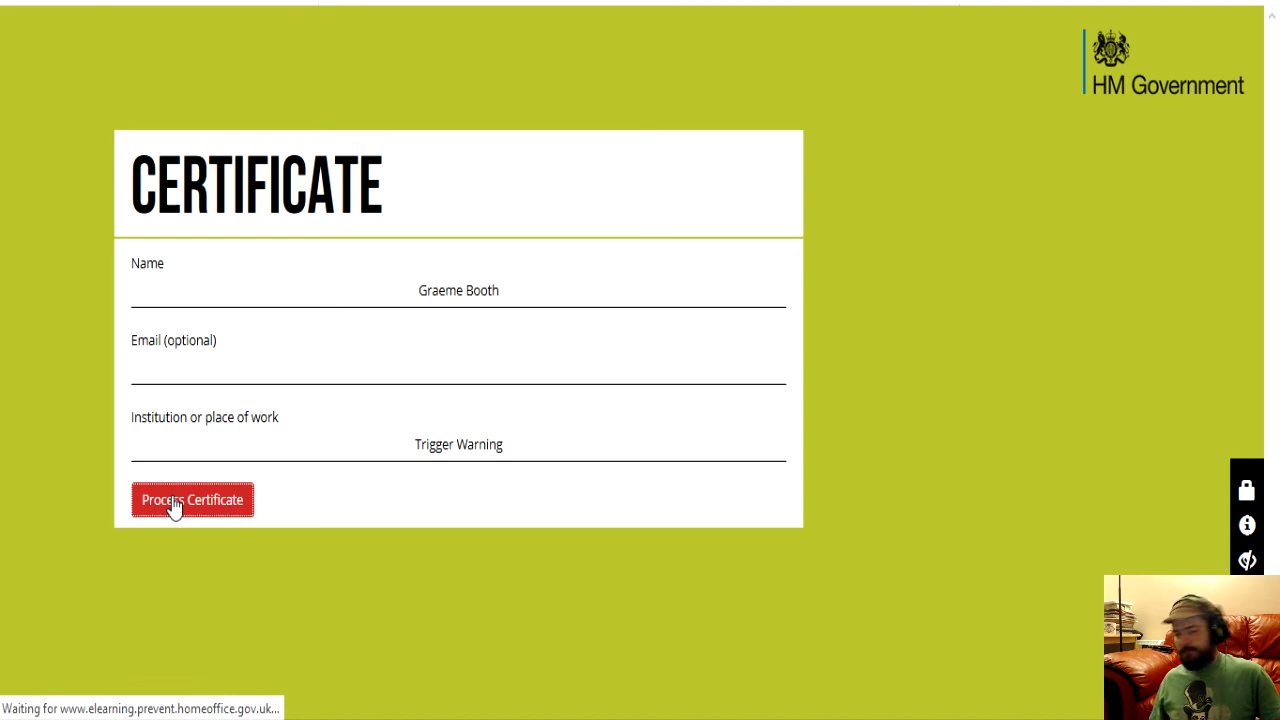 HM Government
CERTIFICATE
Name
Graeme Booth
Email (optional)
Institution or place of work
Trigger Warning
Process Certificate
Waiting for www.elearning.prevent.homeoffice.gov.uk...